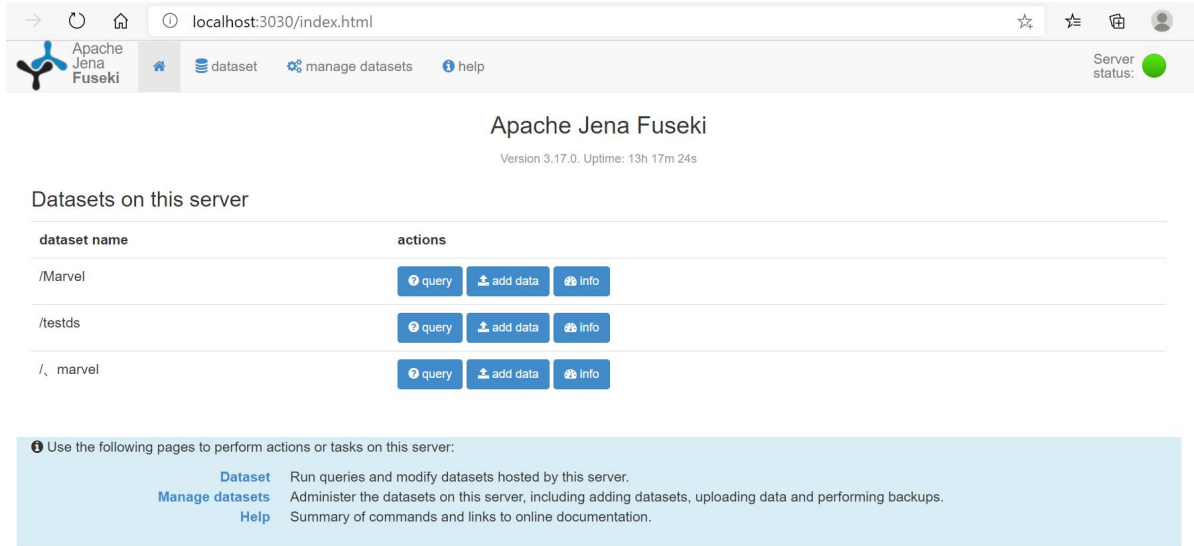 localhost:3030/index.html
Apache
Jena
Fuseki
dataset
manage datasets
help
Server
status:
Apache Jena Fuseki
Version 3.17.0. Uptime: 13h 17m 24s
Datasets on this server
dataset name actions
/Marvel query add data info
/testds query add data info
/、marvel query add data info
Use the following pages to perform actions or tasks on this server:
Dataset Run queries and modify datasets hosted by this server.
Manage datasets Administer the datasets on this server, including adding datasets, uploading data and performing backups.
Help Summary of commands and links to online documentation.